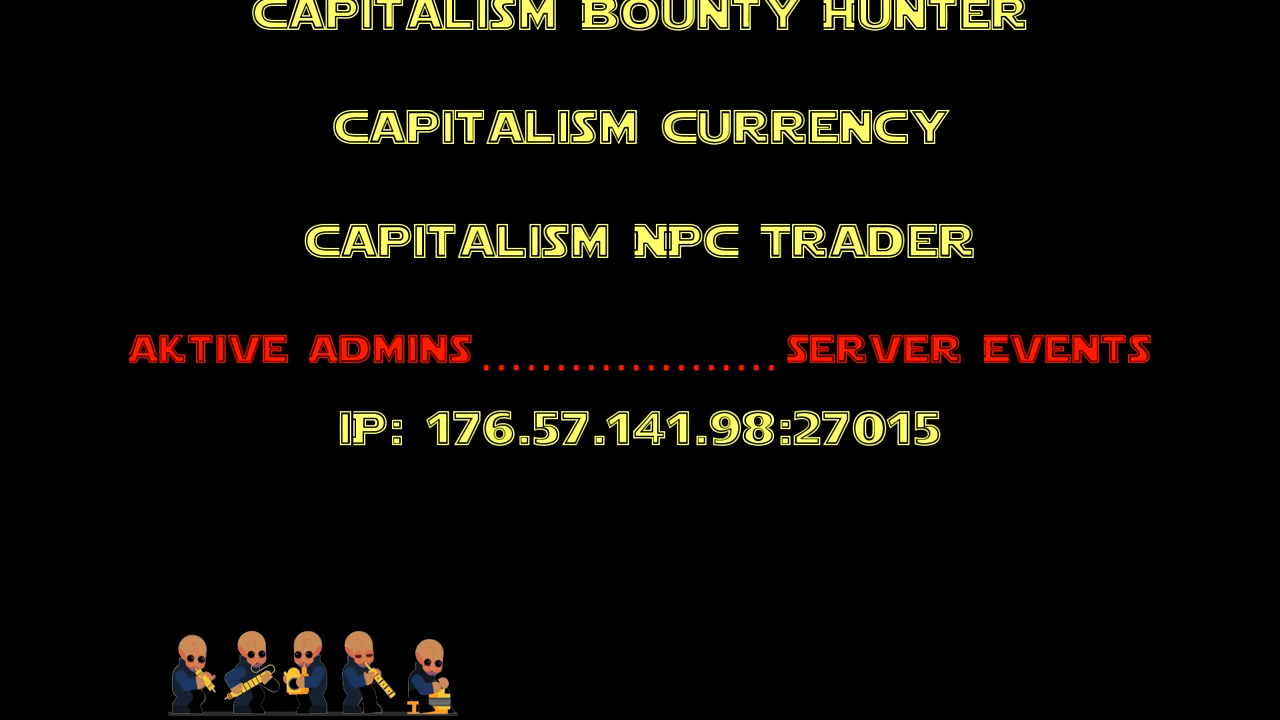 CAPITALISM BOUNTY HUNTER
CAPITALISM CURRENCY
CAPITALISM NPC TRADER
AKTIVE ADMINS ................... SERVER EVENTS
IP: 176.57.141.98:27015